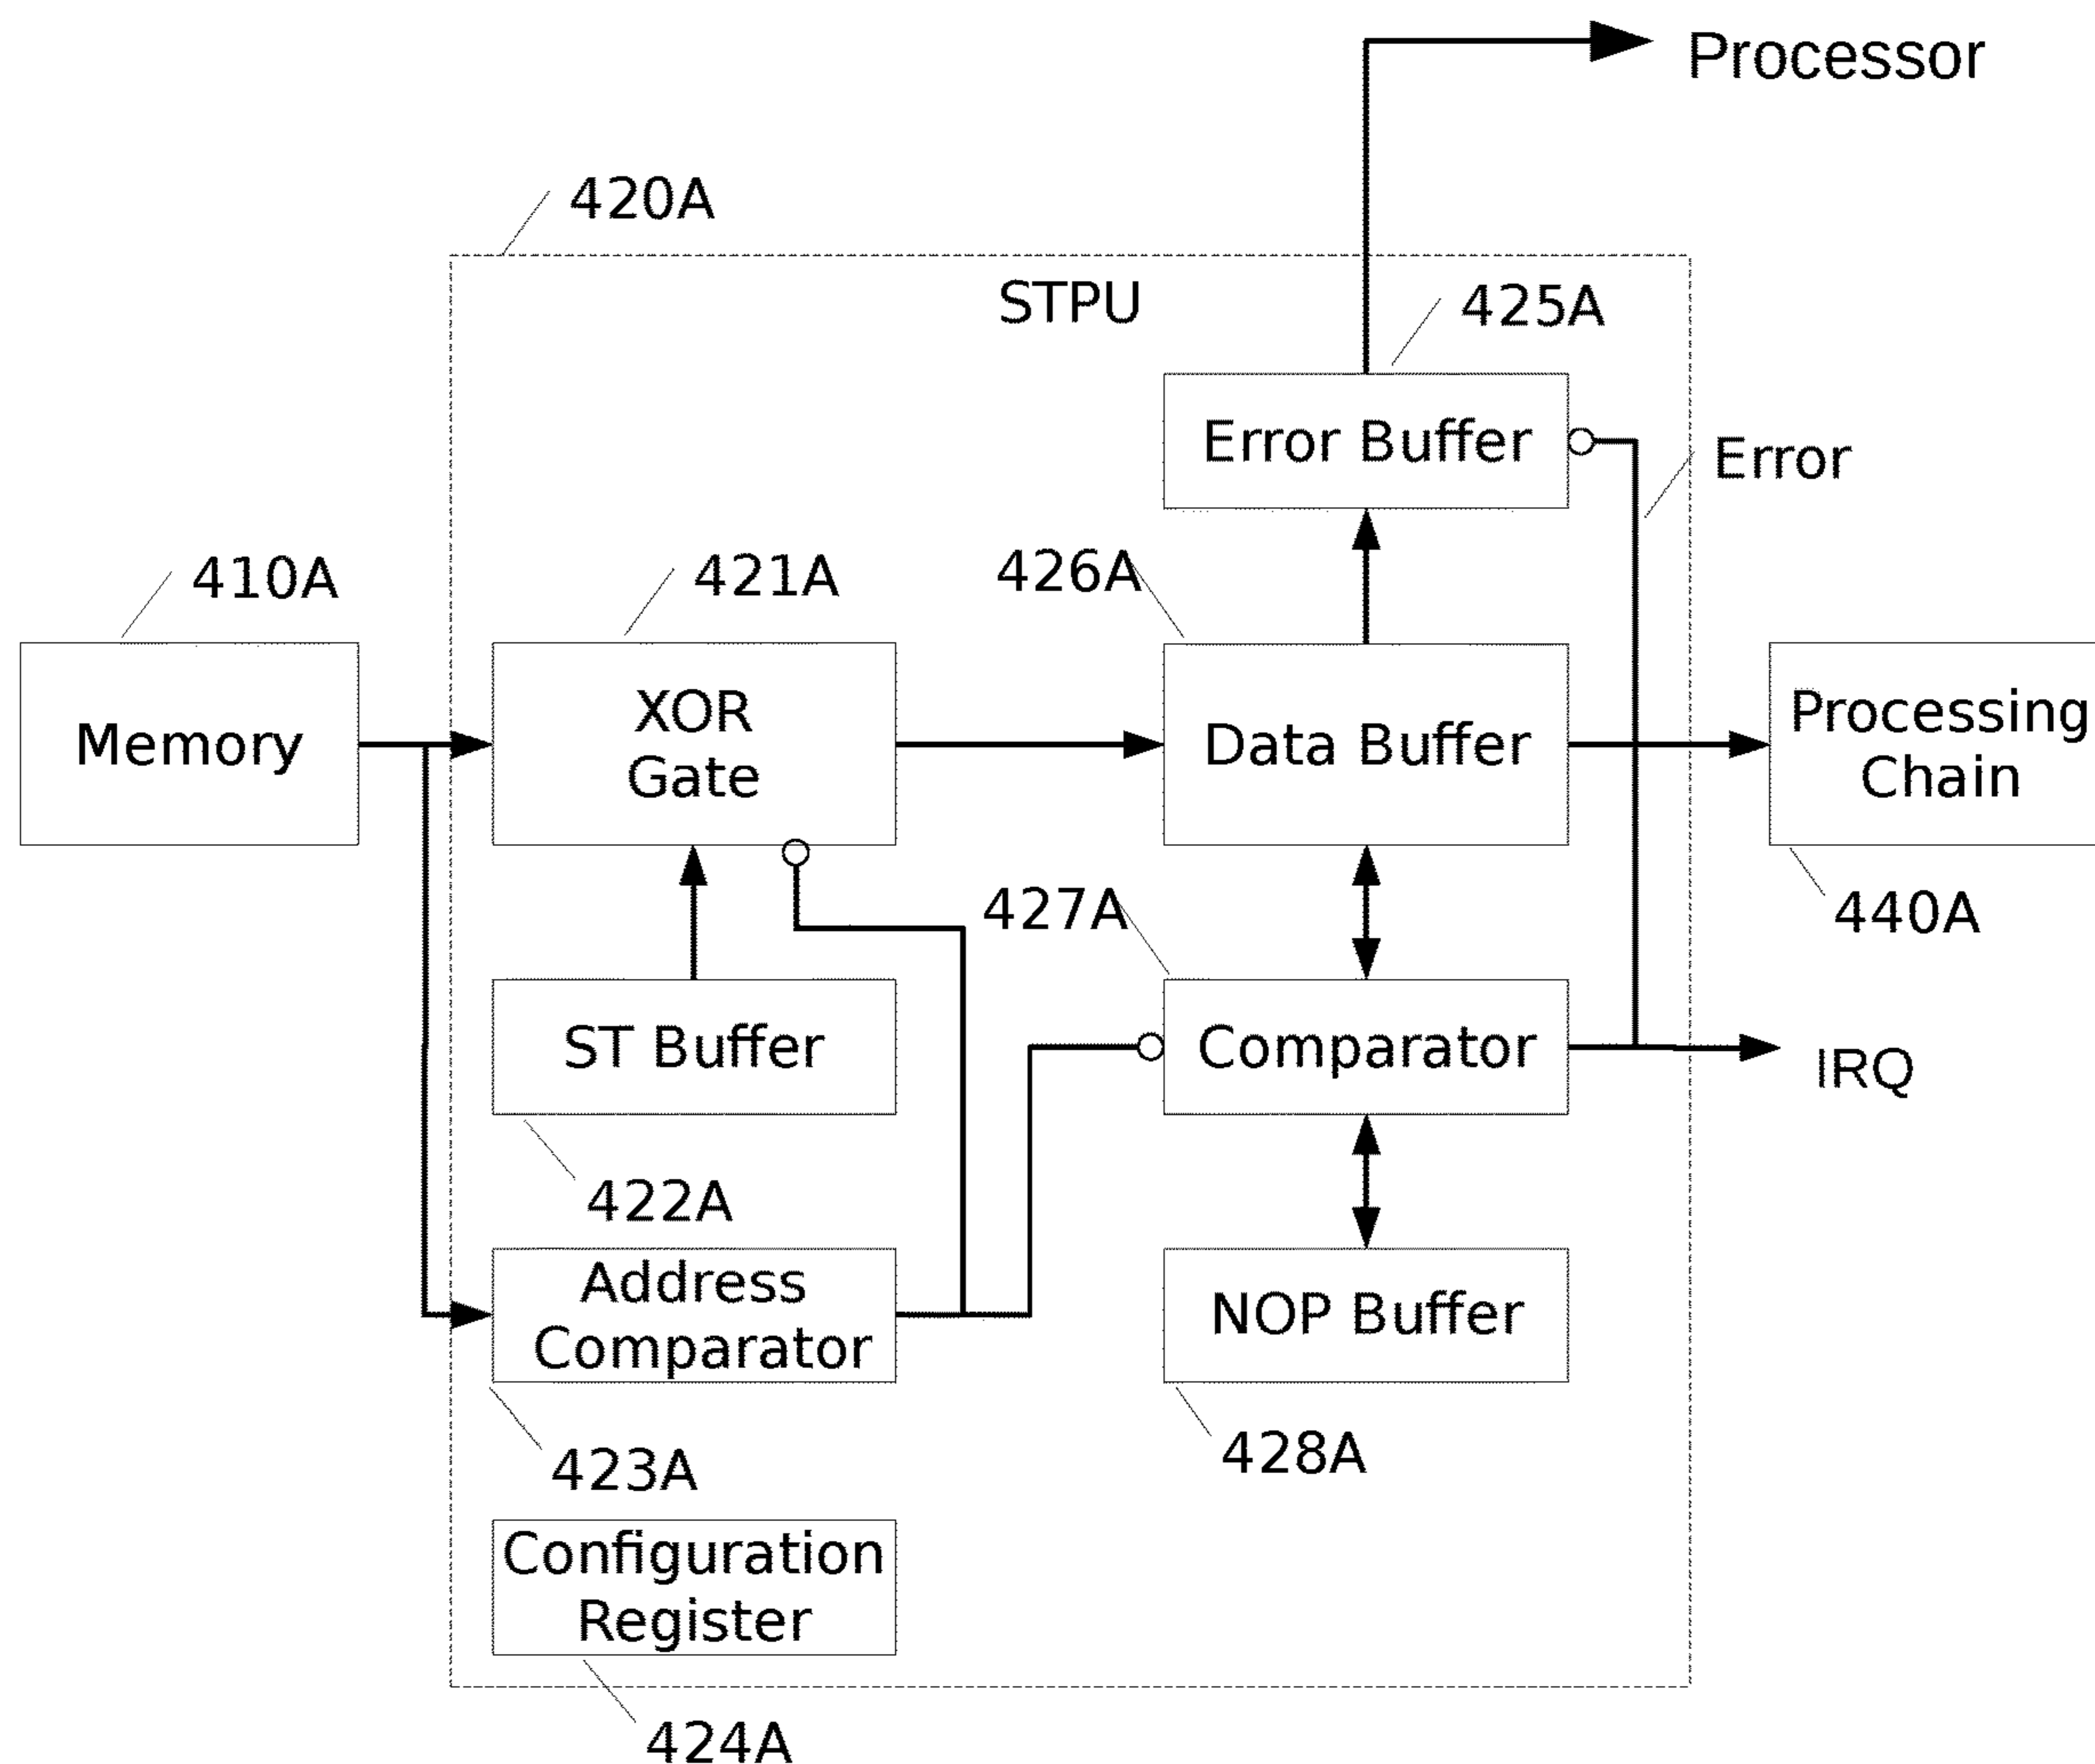 Processor
420A
STPU
425A
Error Buffer
Error
410A
421A
426A
Memory
XOR
Gate
Data Buffer
Processing
Chain
427A
440A
ST Buffer
Comparator
IRQ
422A
Address
Comparator
NOP Buffer
423A
428A
Configuration
Register
424A